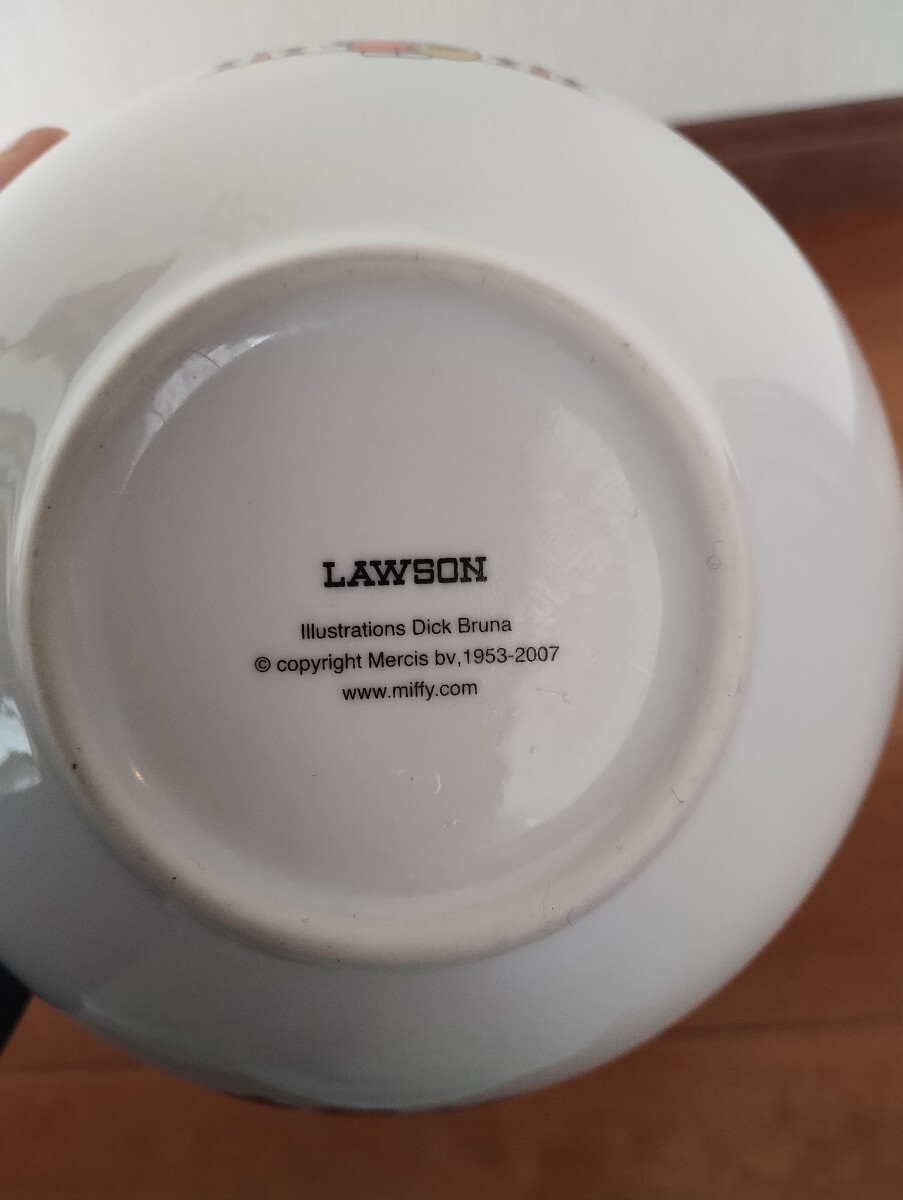 LAWSON
Illustrations Dick Bruna
© copyright Mercis bv,1953-2007
www.miffy.com